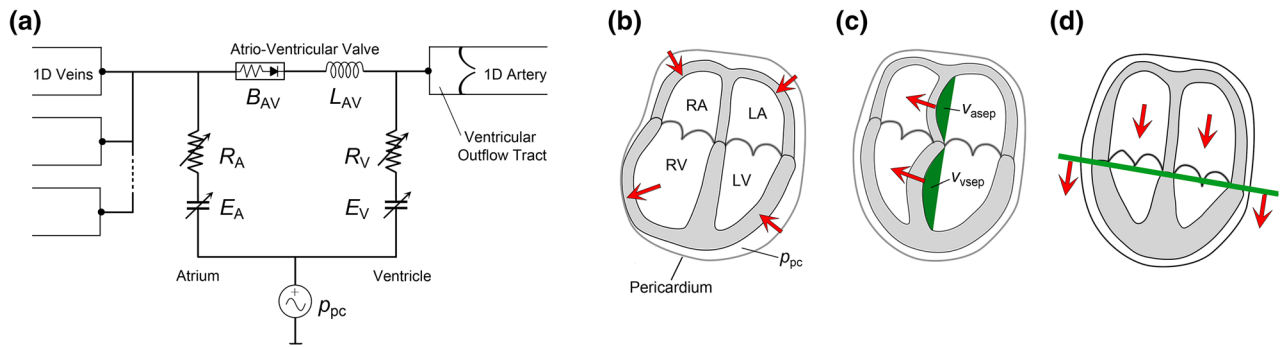 (a)
1D Veins
Atrio-Ventricular Valve
B_AV
L_AV
1D Artery
Ventricular
Outflow Tract
R_A
R_V
E_A
E_V
Atrium
Ventricle
p_pc
(b)
RA
LA
RV
LV
p_pc
Pericardium
(c)
v_asep
v_vsep
(d)